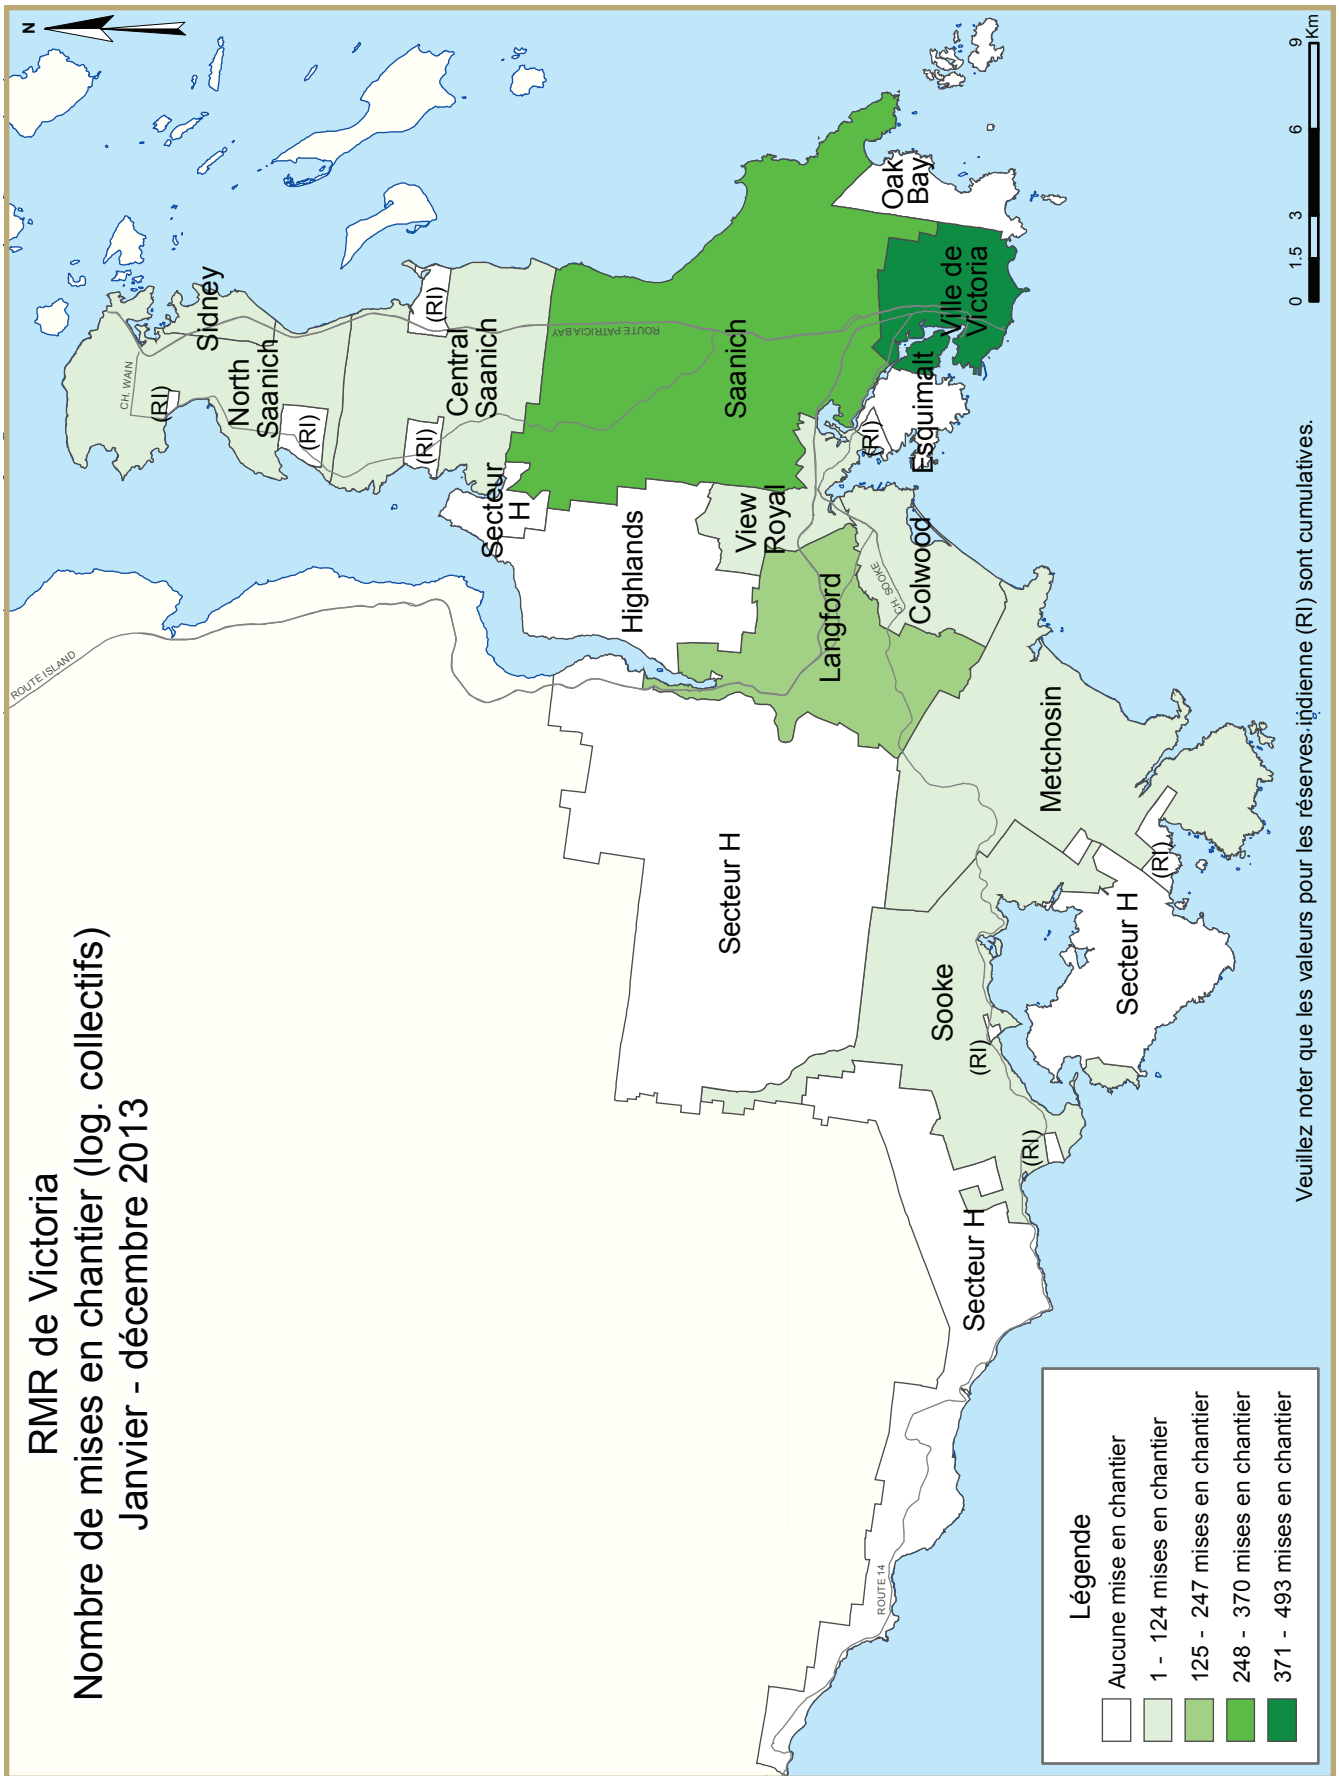 RMR de Victoria
Nombre de mises en chantier (log. collectifs)
Janvier - décembre 2013
N
ROUTE ISLAND
CH. WAIN
Sidney
(RI)
North
Saanich
(RI)
(RI)
(RI)
Central
Saanich
ROUTE PATRICIA BAY
Secteur
H
Saanich
Highlands
View
Royal
Oak
Bay
Ville de
Victoria
Esquimalt
(RI)
Langford
CH. SOOKE
Colwood
Secteur H
Metchosin
(RI)
Sooke
(RI)
Secteur H
(RI)
Secteur H
ROUTE 14
Légende
Aucune mise en chantier
1 - 124 mises en chantier
125 - 247 mises en chantier
248 - 370 mises en chantier
371 - 493 mises en chantier
0 1.5 3 6 9
Km
Veuillez noter que les valeurs pour les réserves indienne (RI) sont cumulatives.